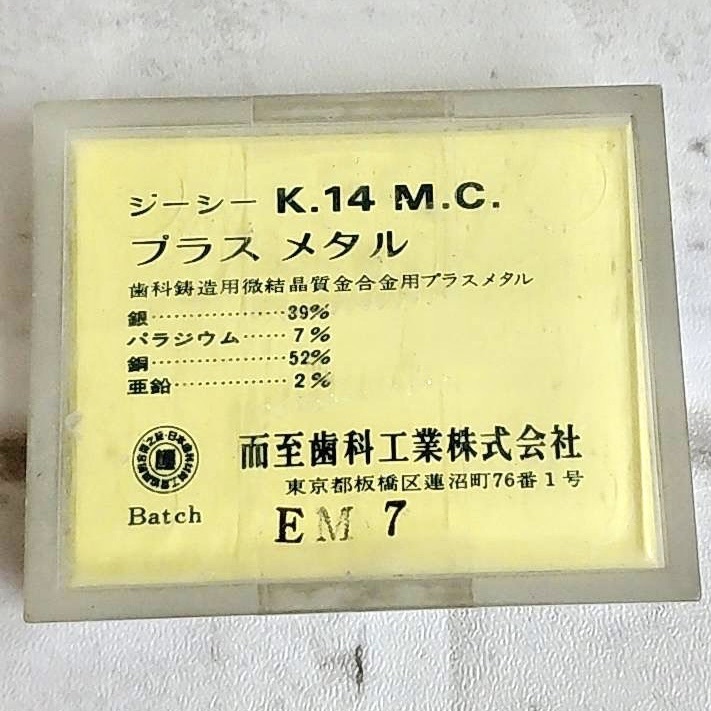 ジーシー K.14 M.C.
プラス メタル
歯科鋳造用微結晶質金合金用プラスメタル
銀………………39%
パラジウム……7%
銅………………52%
亜鉛……………2%
而至歯科工業株式会社
東京都板橋区蓮沼町76番1号
Batch EM 7